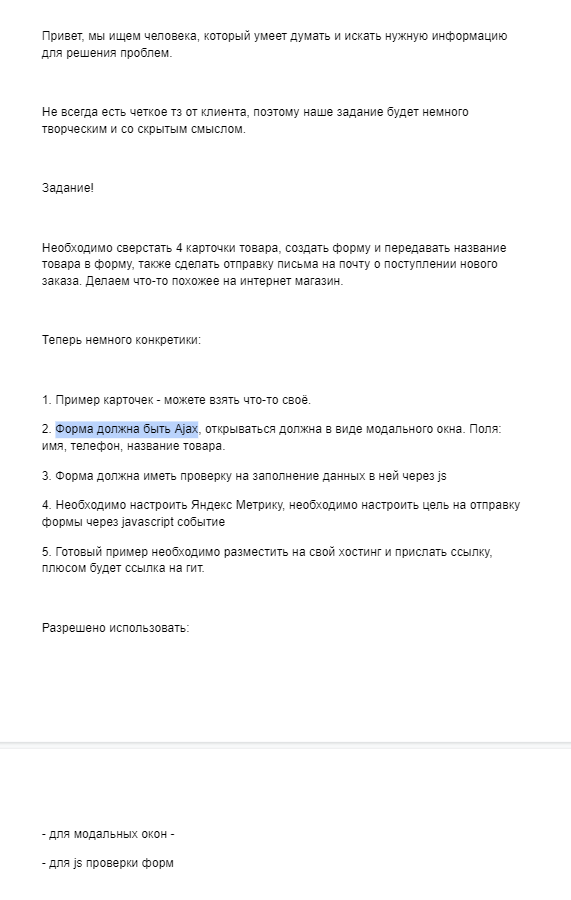 Привет, мы ищем человека, который умеет думать и искать нужную информацию
для решения проблем.
Не всегда есть четкое тз от клиента, поэтому наше задание будет немного
творческим и со скрытым смыслом.
Задание!
Необходимо сверстать 4 карточки товара, создать форму и передавать название
товара в форму, также сделать отправку письма на почту о поступлении нового
заказа. Делаем что-то похожее на интернет магазин.
Теперь немного конкретики:
1. Пример карточек - можете взять что-то своё.
2. Форма должна быть Ajax, открываться должна в виде модального окна. Поля:
имя, телефон, название товара.
3. Форма должна иметь проверку на заполнение данных в ней через js
4. Необходимо настроить Яндекс Метрику, необходимо настроить цель на отправку
формы через javascript событие
5. Готовый пример необходимо разместить на свой хостинг и прислать ссылку,
плюсом будет ссылка на гит.
Разрешено использовать:
- для модальных окон -
- для js проверки форм